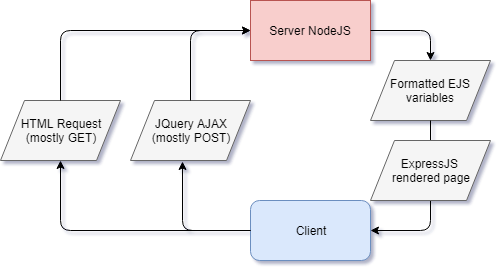 Server NodeJS
Formatted EJS
variables
HTML Request
(mostly GET)
JQuery AJAX
(mostly POST)
ExpressJS
rendered page
Client